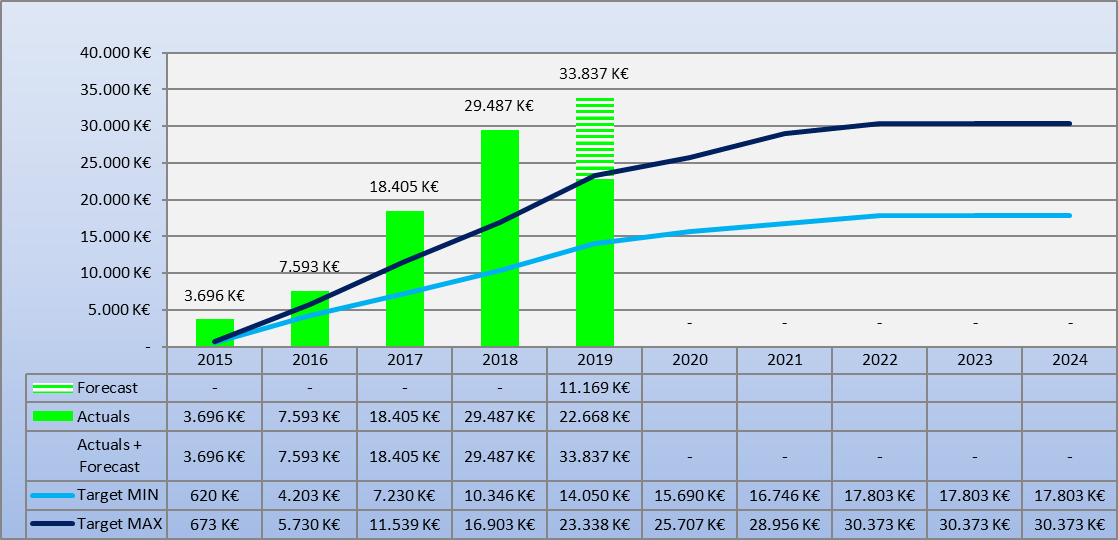 40.000 K€
35.000 K€
30.000 K€
25.000 K€
20.000 K€
15.000 K€
10.000 K€
5.000 K€
-
33.837 K€
29.487 K€
18.405 K€
7.593 K€
3.696 K€
- - - - -
2015 2016 2017 2018 2019 2020 2021 2022 2023 2024
Forecast - - - - 11.169 K€
Actuals 3.696 K€ 7.593 K€ 18.405 K€ 29.487 K€ 22.668 K€
Actuals +
Forecast 3.696 K€ 7.593 K€ 18.405 K€ 29.487 K€ 33.837 K€ - - - - -
Target MIN 620 K€ 4.203 K€ 7.230 K€ 10.346 K€ 14.050 K€ 15.690 K€ 16.746 K€ 17.803 K€ 17.803 K€ 17.803 K€
Target MAX 673 K€ 5.730 K€ 11.539 K€ 16.903 K€ 23.338 K€ 25.707 K€ 28.956 K€ 30.373 K€ 30.373 K€ 30.373 K€